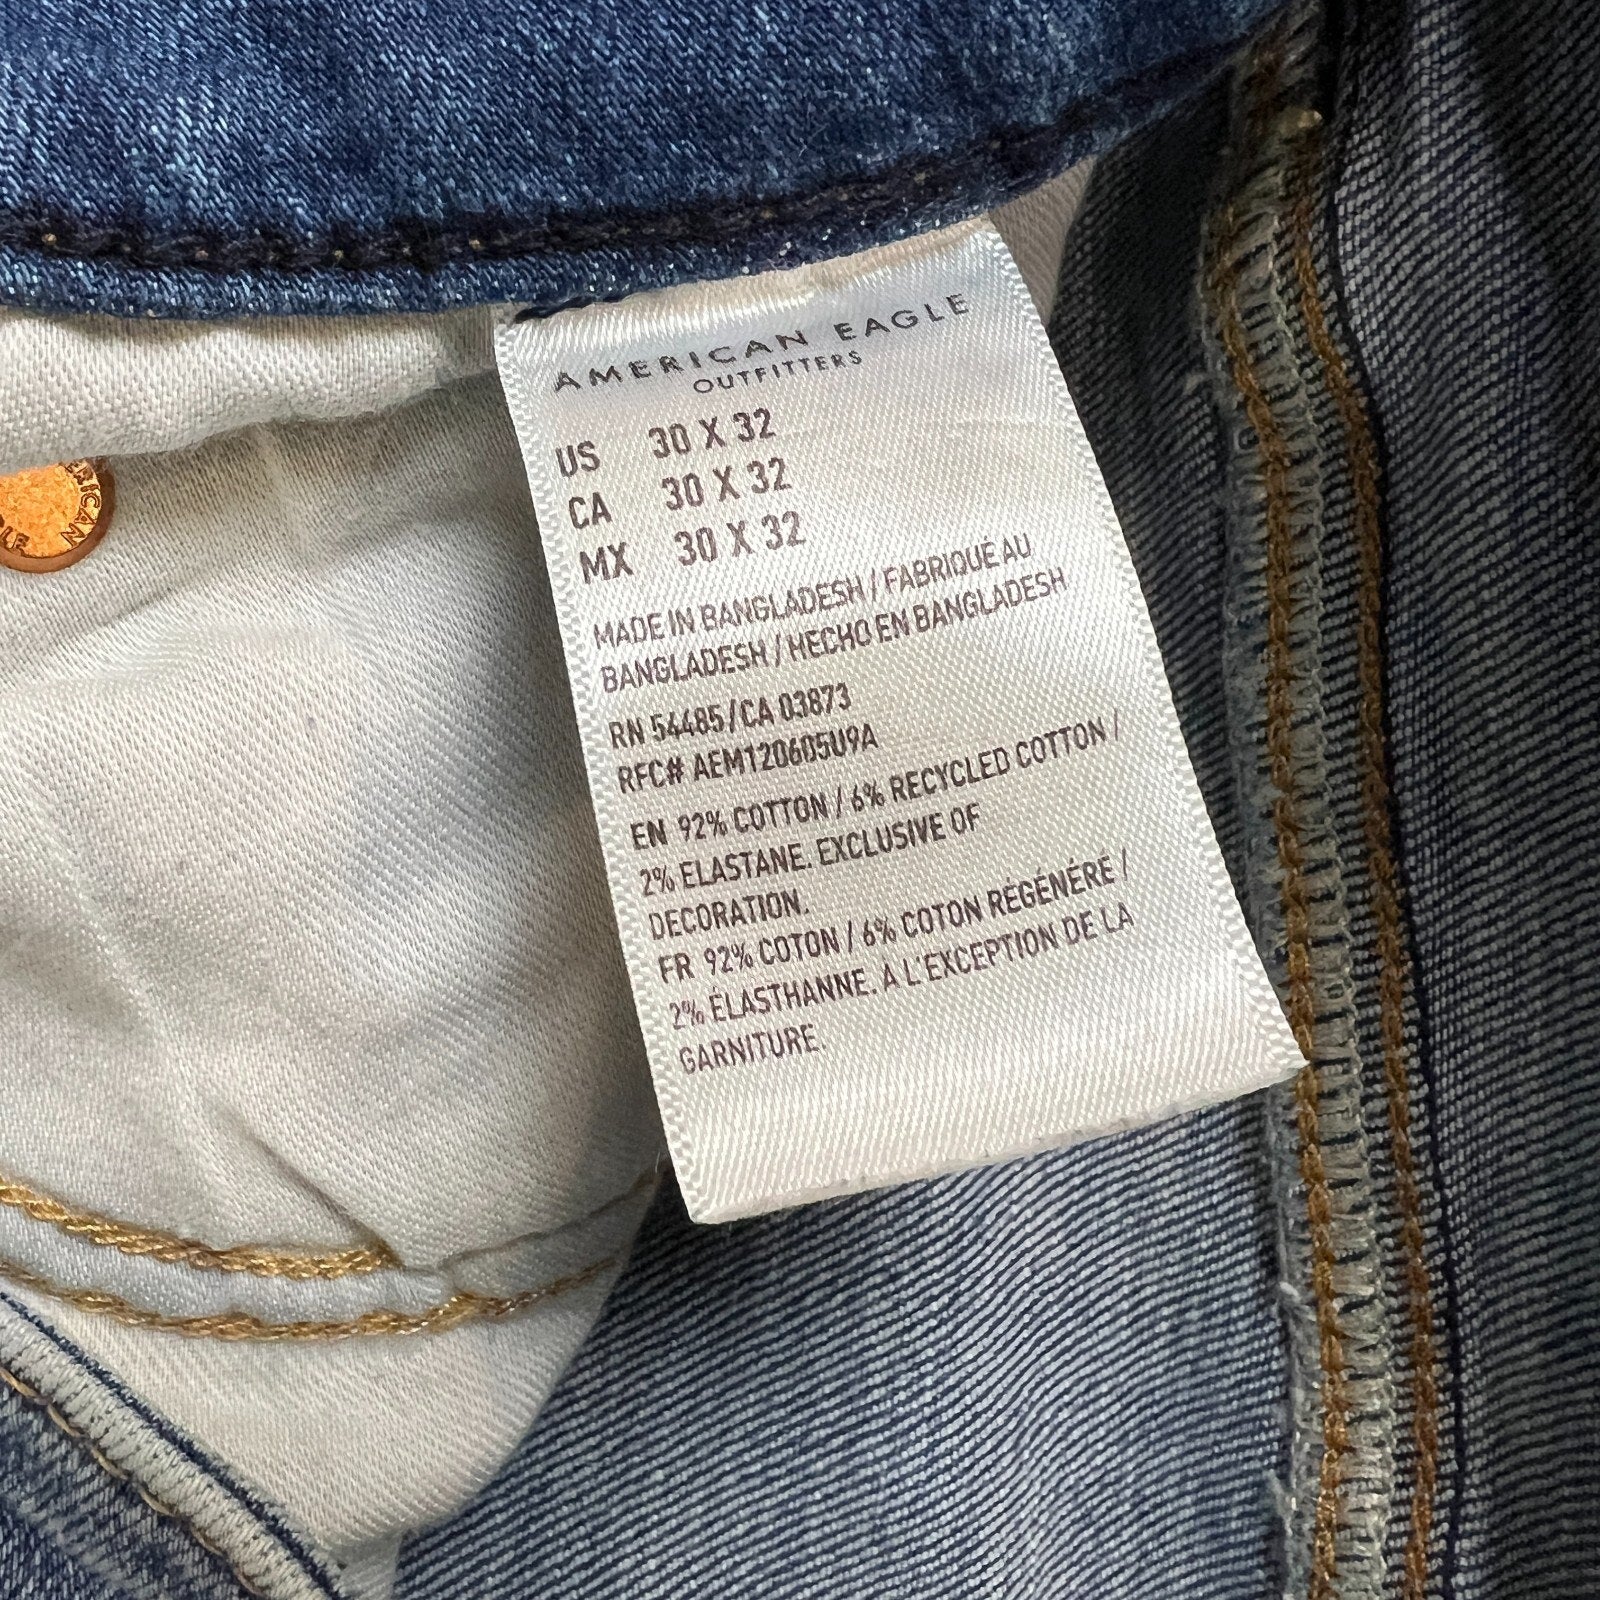 AMERICAN EAGLE
OUTFITTERS
US 30 X 32
CA 30 X 32
MX 30 X 32
MADE IN BANGLADESH / FABRIQUÉ AU
BANGLADESH / HECHO EN BANGLADESH
RN 54485/CA 03873
RFC# AEM120605U9A
EN 92% COTTON / 6% RECYCLED COTTON /
2% ELASTANE. EXCLUSIVE OF
DECORATION.
FR 92% COTON / 6% COTON RÉGÉNÉRÉ /
2% ÉLASTHANNE. À L'EXCEPTION DE LA
GARNITURE.